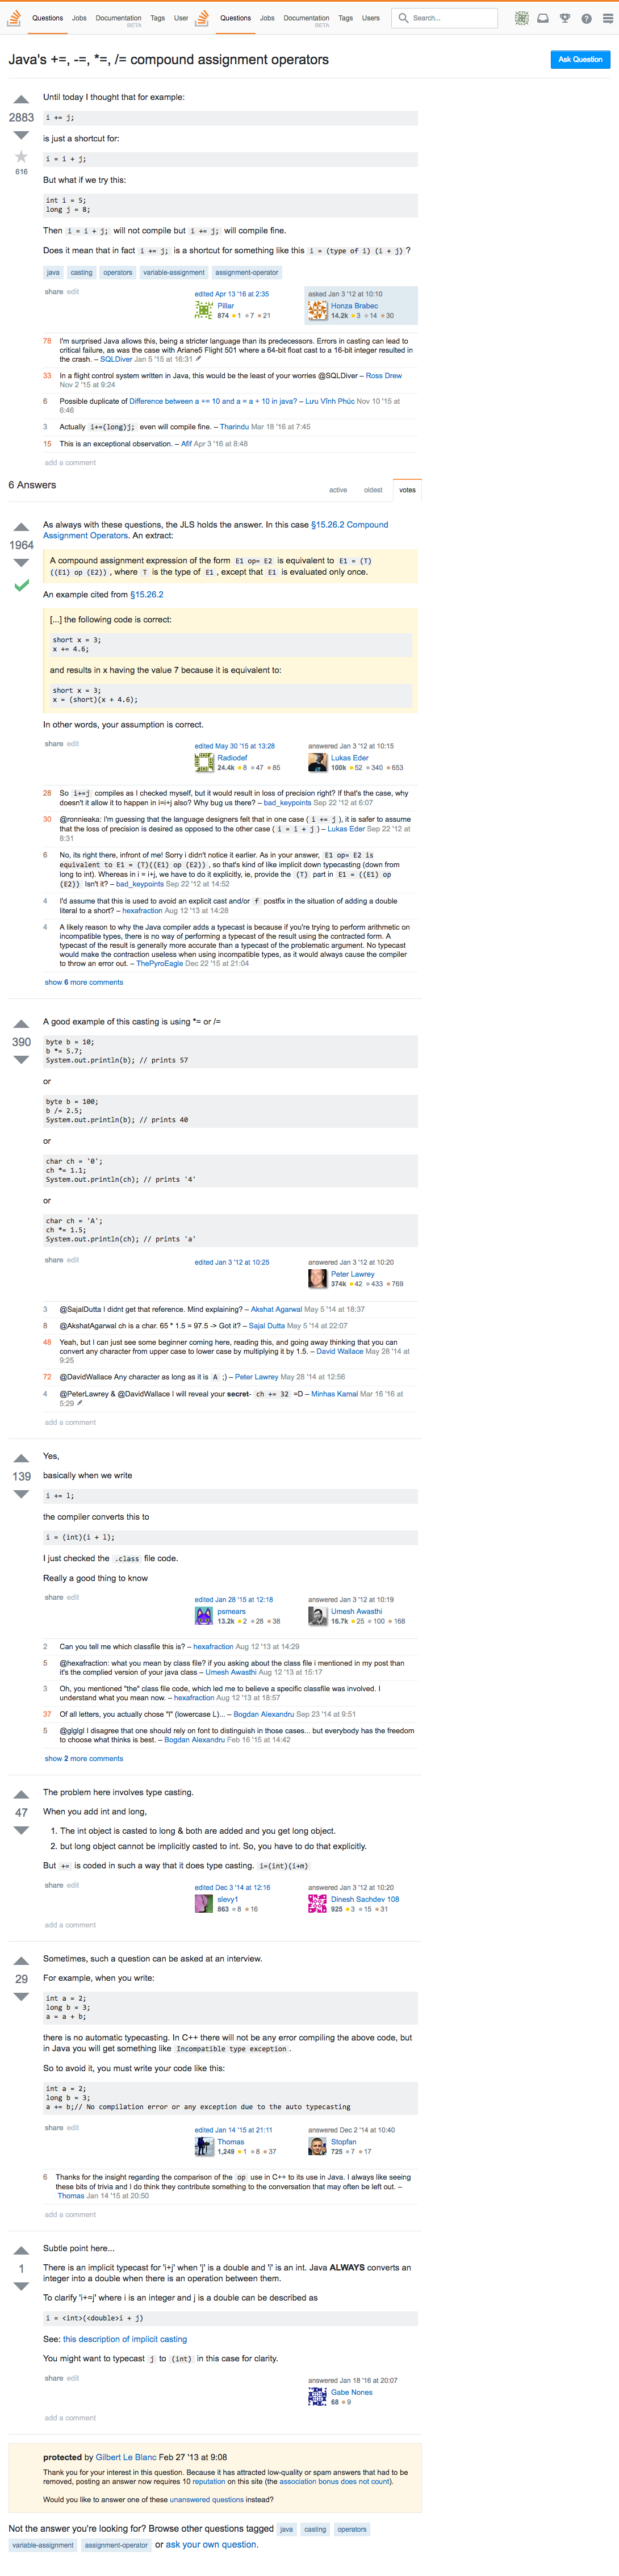 Questions Jobs Documentation BETA Tags User Questions Jobs Documentation BETA Tags Users Search...
Java's +=, -=, *=, /= compound assignment operators
Ask Question
Until today I thought that for example:
2883
i += j;
is just a shortcut for:
616
i = i + j;
But what if we try this:
int i = 5;
long j = 8;
Then i = i + j; will not compile but i += j; will compile fine.
Does it mean that in fact i += j; is a shortcut for something like this i = (type of i) (i + j) ?
java casting operators variable-assignment assignment-operator
share edit
edited Apr 13 '16 at 2:35
Pillar
874 1 7 21
asked Jan 3 '12 at 10:10
Honza Brabec
14.2k 3 14 30
78 I'm surprised Java allows this, being a stricter language than its predecessors. Errors in casting can lead to
critical failure, as was the case with Ariane5 Flight 501 where a 64-bit float cast to a 16-bit integer resulted in
the crash. – SQLDiver Jan 5 '15 at 16:31
33 In a flight control system written in Java, this would be the least of your worries @SQLDiver – Ross Drew
Nov 2 '15 at 9:24
6 Possible duplicate of Difference between a += 10 and a = a + 10 in java? – Lưu Vĩnh Phúc Nov 10 '15 at
6:46
3 Actually i+=(long)j; even will compile fine. – Tharindu Mar 18 '16 at 7:45
15 This is an exceptional observation. – Afif Apr 3 '16 at 8:48
add a comment
6 Answers
active oldest votes
As always with these questions, the JLS holds the answer. In this case §15.26.2 Compound
Assignment Operators. An extract:
1964
A compound assignment expression of the form E1 op= E2 is equivalent to E1 = (T)
((E1) op (E2)) , where T is the type of E1 , except that E1 is evaluated only once.
An example cited from §15.26.2
[...] the following code is correct:
short x = 3;
x += 4.6;
and results in x having the value 7 because it is equivalent to:
short x = 3;
x = (short)(x + 4.6);
In other words, your assumption is correct.
share edit
edited May 30 '15 at 13:28
Radiodef
24.4k 8 47 85
answered Jan 3 '12 at 10:15
Lukas Eder
100k 52 340 653
28 So i+=j compiles as I checked myself, but it would result in loss of precision right? If that's the case, why
doesn't it allow it to happen in i=i+j also? Why bug us there? – bad_keypoints Sep 22 '12 at 6:07
30 @ronnieaka: I'm guessing that the language designers felt that in one case ( i += j ), it is safer to assume
that the loss of precision is desired as opposed to the other case ( i = i + j ) – Lukas Eder Sep 22 '12 at
8:31
6 No, its right there, infront of me! Sorry i didn't notice it earlier. As in your answer, E1 op= E2 is
equivalent to E1 = (T)((E1) op (E2)) , so that's kind of like implicit down typecasting (down from
long to int). Whereas in i = i+j, we have to do it explicitly, ie, provide the (T) part in E1 = ((E1) op
(E2)) Isn't it? – bad_keypoints Sep 22 '12 at 14:52
4 I'd assume that this is used to avoid an explicit cast and/or f postfix in the situation of adding a double
literal to a short? – hexafraction Aug 12 '13 at 14:28
4 A likely reason to why the Java compiler adds a typecast is because if you're trying to perform arithmetic on
incompatible types, there is no way of performing a typecast of the result using the contracted form. A
typecast of the result is generally more accurate than a typecast of the problematic argument. No typecast
would make the contraction useless when using incompatible types, as it would always cause the compiler
to throw an error out. – ThePyroEagle Dec 22 '15 at 21:04
show 6 more comments
A good example of this casting is using *= or /=
390
byte b = 10;
b *= 5.7;
System.out.println(b); // prints 57
or
byte b = 100;
b /= 2.5;
System.out.println(b); // prints 40
or
char ch = '0';
ch *= 1.1;
System.out.println(ch); // prints '4'
or
char ch = 'A';
ch *= 1.5;
System.out.println(ch); // prints 'a'
share edit
edited Jan 3 '12 at 10:25
answered Jan 3 '12 at 10:20
Peter Lawrey
374k 42 433 769
3 @SajalDutta I didnt get that reference. Mind explaining? – Akshat Agarwal May 5 '14 at 18:37
8 @AkshatAgarwal ch is a char. 65 * 1.5 = 97.5 -> Got it? – Sajal Dutta May 5 '14 at 22:07
48 Yeah, but I can just see some beginner coming here, reading this, and going away thinking that you can
convert any character from upper case to lower case by multiplying it by 1.5. – David Wallace May 28 '14 at
9:25
72 @DavidWallace Any character as long as it is A ;) – Peter Lawrey May 28 '14 at 12:56
4 @PeterLawrey & @DavidWallace I will reveal your secret- ch += 32 =D – Minhas Kamal Mar 16 '16 at
5:29
add a comment
Yes,
139
basically when we write
i += l;
the compiler converts this to
i = (int)(i + l);
I just checked the .class file code.
Really a good thing to know
share edit
edited Jan 28 '15 at 12:18
psmears
13.2k 2 28 38
answered Jan 3 '12 at 10:19
Umesh Awasthi
16.7k 25 100 168
2 Can you tell me which classfile this is? – hexafraction Aug 12 '13 at 14:29
5 @hexafraction: what you mean by class file? if you asking about the class file i mentioned in my post than
it's the complied version of your java class – Umesh Awasthi Aug 12 '13 at 15:17
3 Oh, you mentioned "the" class file code, which led me to believe a specific classfile was involved. I
understand what you mean now. – hexafraction Aug 12 '13 at 18:57
37 Of all letters, you actually chose "l" (lowercase L)... – Bogdan Alexandru Sep 23 '14 at 9:51
5 @glglgl I disagree that one should rely on font to distinguish in those cases... but everybody has the freedom
to choose what thinks is best. – Bogdan Alexandru Feb 16 '15 at 14:42
show 2 more comments
The problem here involves type casting.
47
When you add int and long,
1. The int object is casted to long & both are added and you get long object.
2. but long object cannot be implicitly casted to int. So, you have to do that explicitly.
But += is coded in such a way that it does type casting. i=(int)(i+m)
share edit
edited Dec 3 '14 at 12:16
slevy1
863 8 16
answered Jan 3 '12 at 10:20
Dinesh Sachdev 108
925 3 15 31
add a comment
Sometimes, such a question can be asked at an interview.
29
For example, when you write:
int a = 2;
long b = 3;
a = a + b;
there is no automatic typecasting. In C++ there will not be any error compiling the above code, but
in Java you will get something like Incompatible type exception .
So to avoid it, you must write your code like this:
int a = 2;
long b = 3;
a += b;// No compilation error or any exception due to the auto typecasting
share edit
edited Jan 14 '15 at 21:11
Thomas
1,249 1 8 37
answered Dec 2 '14 at 10:40
Stopfan
725 7 17
6 Thanks for the insight regarding the comparison of the op use in C++ to its use in Java. I always like seeing
these bits of trivia and I do think they contribute something to the conversation that may often be left out. –
Thomas Jan 14 '15 at 20:50
add a comment
Subtle point here...
1
There is an implicit typecast for 'i+j' when 'j' is a double and 'i' is an int. Java ALWAYS converts an
integer into a double when there is an operation between them.
To clarify 'i+=j' where i is an integer and j is a double can be described as
i = <int>(<double>i + j)
See: this description of implicit casting
You might want to typecast j to (int) in this case for clarity.
share edit
answered Jan 18 '16 at 20:07
Gabe Nones
68 9
add a comment
protected by Gilbert Le Blanc Feb 27 '13 at 9:08
Thank you for your interest in this question. Because it has attracted low-quality or spam answers that had to be
removed, posting an answer now requires 10 reputation on this site (the association bonus does not count).
Would you like to answer one of these unanswered questions instead?
Not the answer you're looking for? Browse other questions tagged java casting operators
variable-assignment assignment-operator or ask your own question.